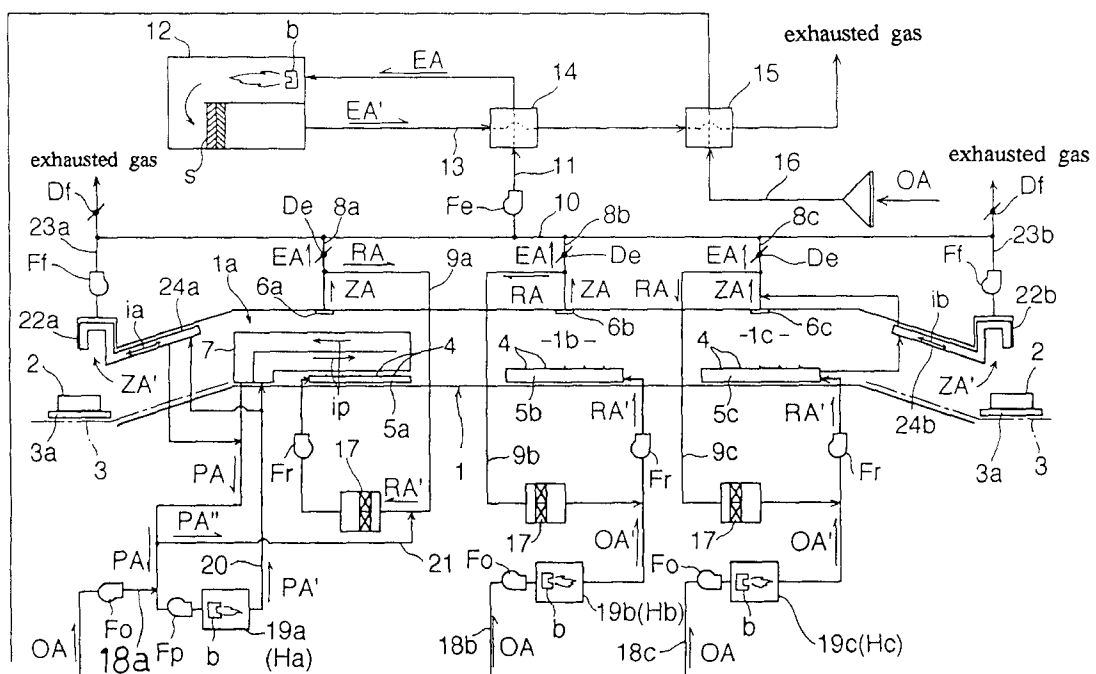 12
b
EA
EA'
S
13
14
15
exhausted gas
11
16
OA
exhausted gas
Df
23a
Ff
De
8a
Fe
10
8b
8c
exhausted gas
Df
23b
Ff
EA
RA
9a
EA
De
EA
De
1a
6a
ZA
RA
ZA
RA
ZA
24a
ia
22a
6b
6c
ib
22b
7
4
4
-1b-
4
-1c-
2
ZA'
ip
5a
5b
5c
RA'
RA'
ZA'
24b
2
3a
3
Fr
1
9b
Fr
9c
Fr
3a
3
17
RA'
PA
PA"
17
OA'
17
OA'
PA
20
PA'
21
Fo
Fo
Fo
18a
Fp
b
19a
(Ha)
OA
18b
OA
b
19b(Hb)
18c
OA
b
19c(Hc)